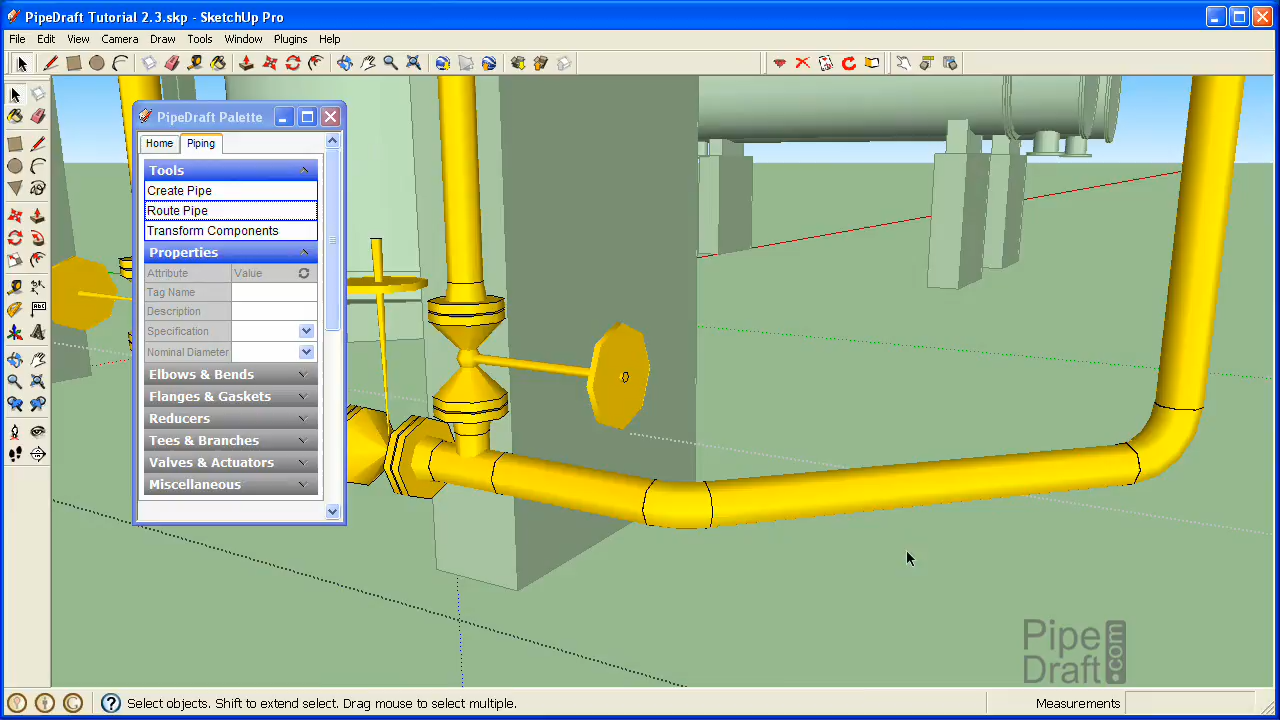 PipeDraft Tutorial 2.3.skp - SketchUp Pro
File Edit View Camera Draw Tools Window Plugins Help
PipeDraft Palette
Home Piping
Tools
Create Pipe
Route Pipe
Transform Components
Properties
Attribute Value
Tag Name
Description
Specification
Nominal Diameter
Elbows & Bends
Flanges & Gaskets
Reducers
Tees & Branches
Valves & Actuators
Miscellaneous
Pipe
Draft.com
Select objects. Shift to extend select. Drag mouse to select multiple.
Measurements